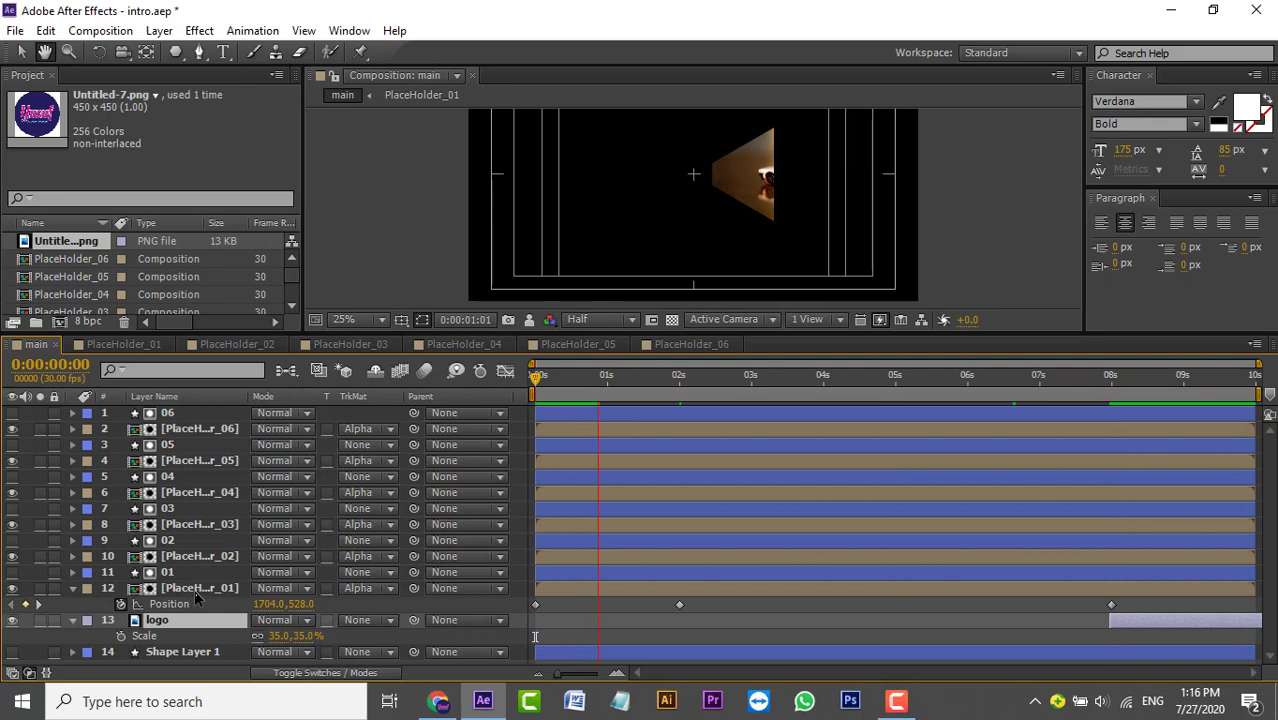 Adobe After Effects - intro.aep *
File Edit Composition Layer Effect Animation View Window Help
Workspace: Standard Search Help
Project
Untitled-7.png ▾, used 1 time
450 x 450 (1.00)
256 Colors
non-interlaced
Name Type Size Frame R...
Untitle...png PNG file 13 KB
PlaceHolder_06 Composition 30
PlaceHolder_05 Composition 30
PlaceHolder_04 Composition 30
8 bpc
Composition: main
main PlaceHolder_01
25% 0:00:01:01 Half Active Camera 1 View +0.0
Character
Verdana
Bold
175 px 85 px
Metrics 0
Paragraph
0 px 0 px 0 px
0 px 0 px
main PlaceHolder_01 PlaceHolder_02 PlaceHolder_03 PlaceHolder_04 PlaceHolder_05 PlaceHolder_06
0:00:00:00
00000 (30.00 fps)
# Layer Name Mode T TrkMat Parent
01s 02s 03s 04s 05s 06s 07s 08s 09s 10s
1 06 Normal None
2 [PlaceH...r_06] Normal Alpha None
3 05 Normal None None
4 [PlaceH...r_05] Normal Alpha None
5 04 Normal None None
6 [PlaceH...r_04] Normal Alpha None
7 03 Normal None None
8 [PlaceH...r_03] Normal Alpha None
9 02 Normal None None
10 [PlaceH...r_02] Normal Alpha None
11 01 Normal None None
12 [PlaceH...r_01] Normal Alpha None
Position 1704.0,528.0
13 logo Normal None None
Scale 35.0,35.0%
14 Shape Layer 1 Normal None None
Toggle Switches / Modes
Type here to search
ENG 1:16 PM
7/27/2020
2